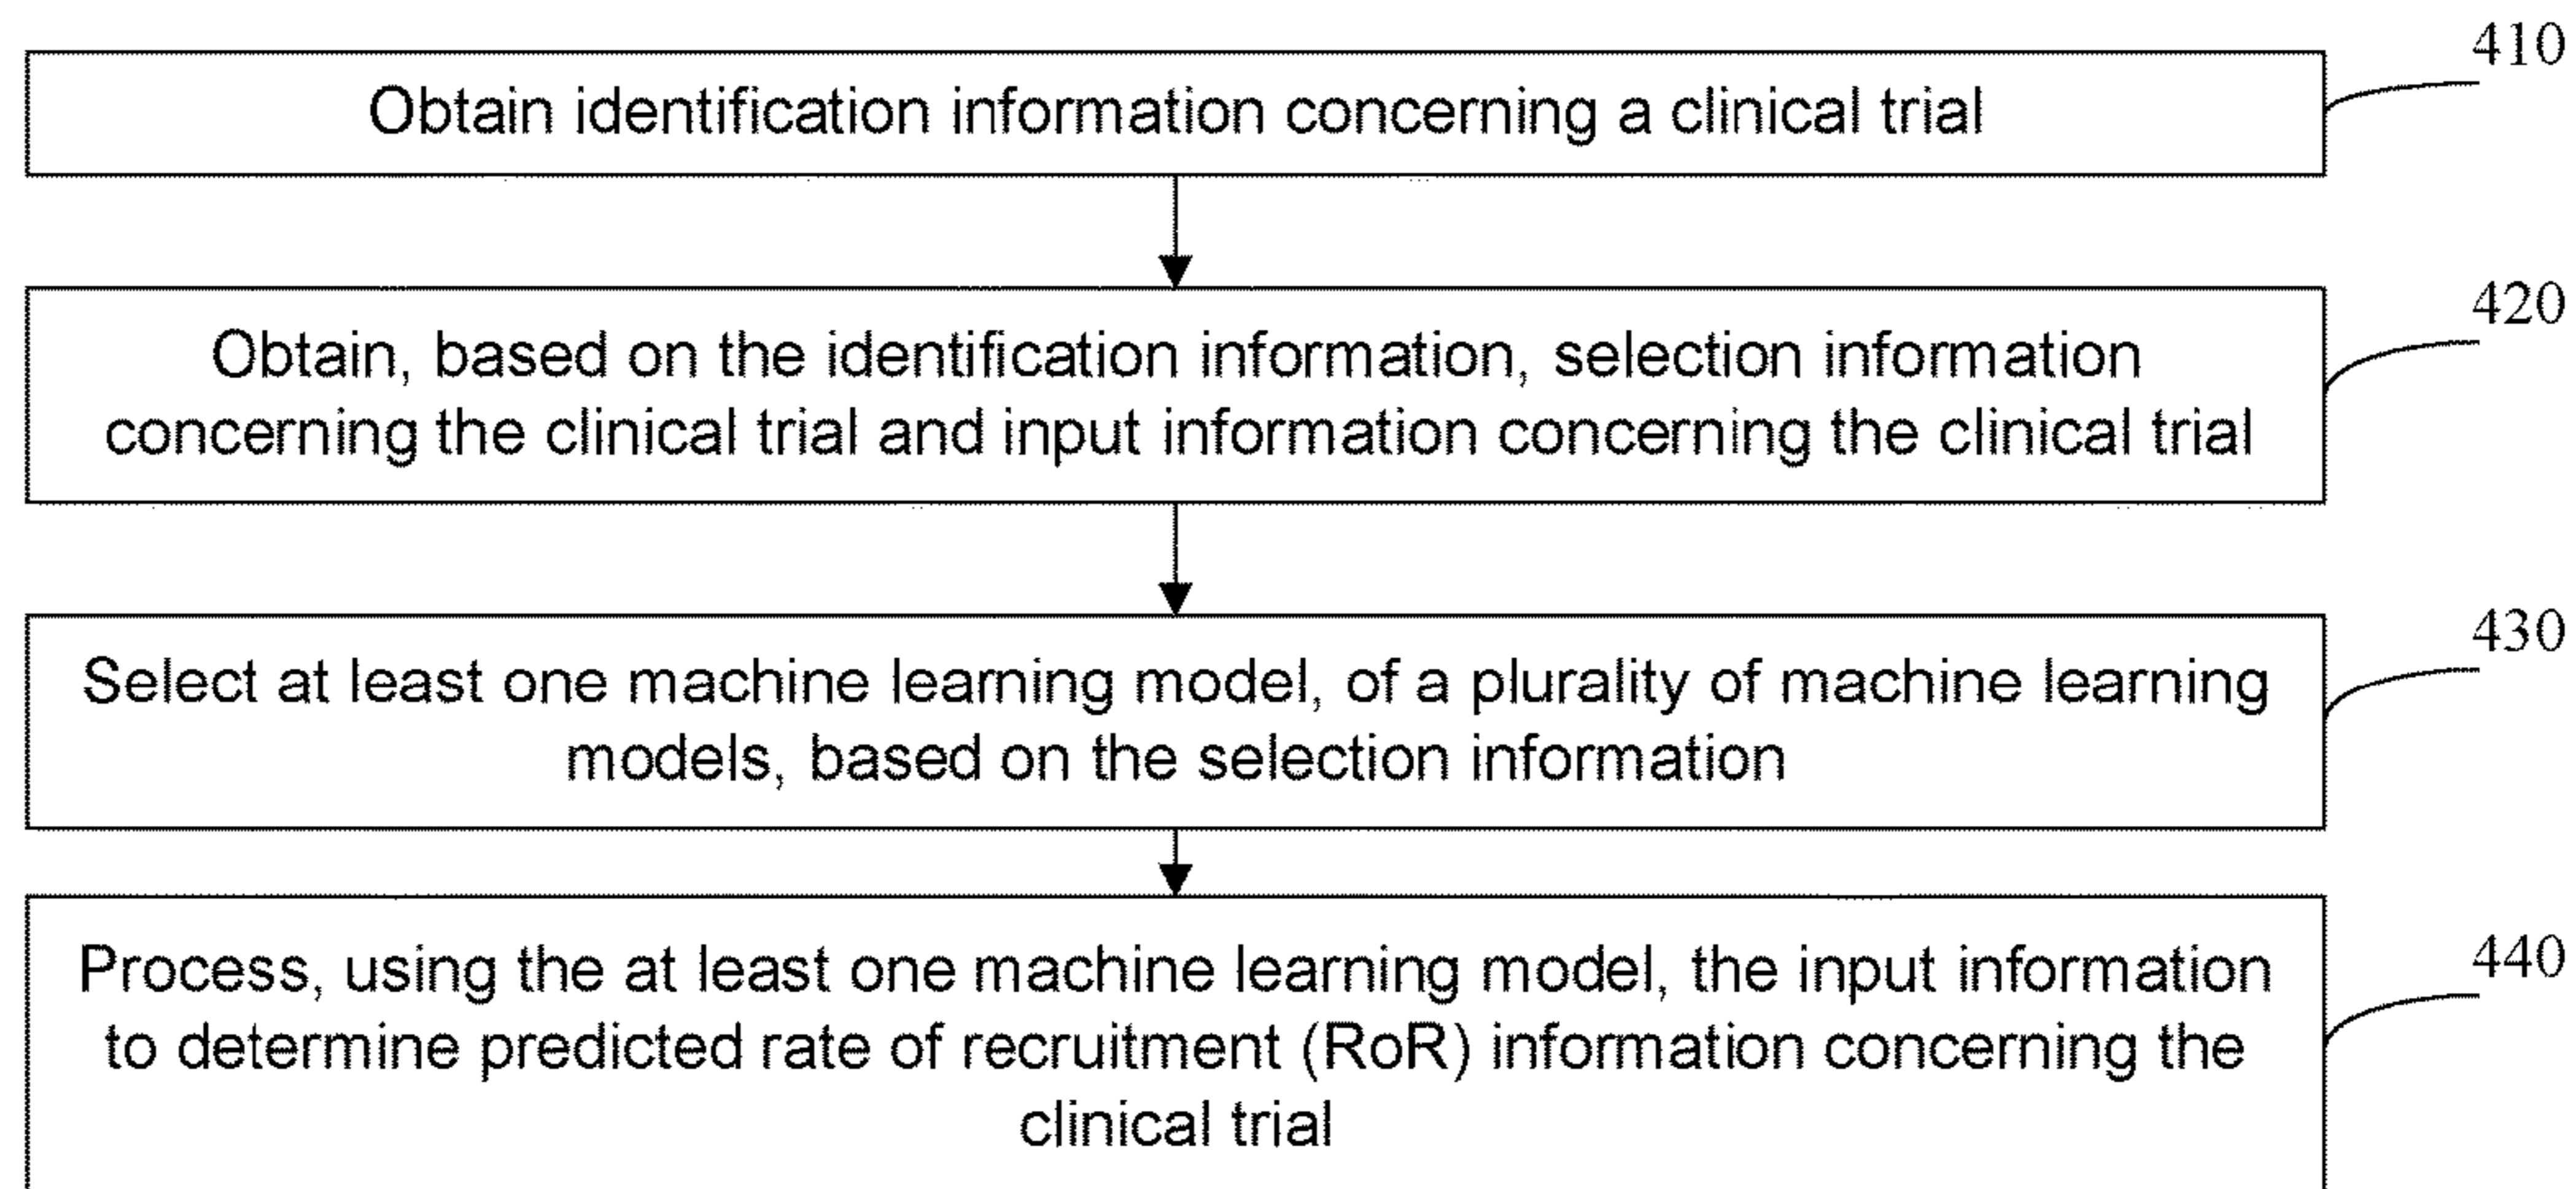 410
Obtain identification information concerning a clinical trial
420
Obtain, based on the identification information, selection information
concerning the clinical trial and input information concerning the clinical trial
430
Select at least one machine learning model, of a plurality of machine learning
models, based on the selection information
440
Process, using the at least one machine learning model, the input information
to determine predicted rate of recruitment (RoR) information concerning the
clinical trial